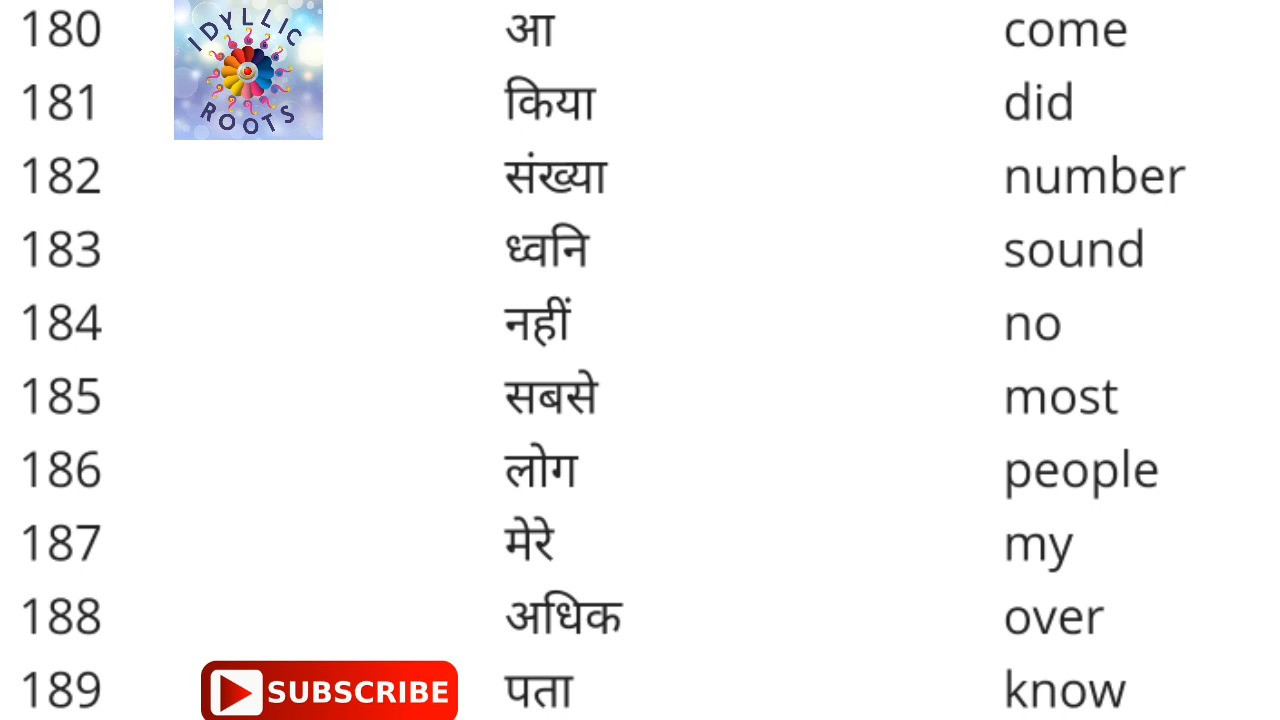 180 IDYLLIC ROOTS आ come
181 किया did
182 संख्या number
183 ध्वनि sound
184 नहीं no
185 सबसे most
186 लोग people
187 मेरे my
188 अधिक over
189 SUBSCRIBE पता know